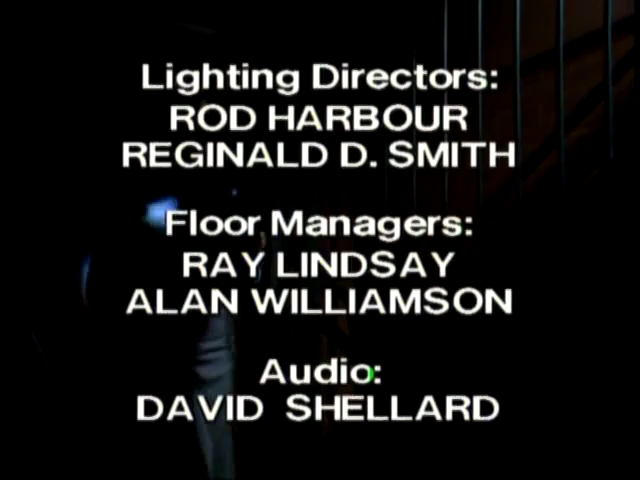 Lighting Directors:
ROD HARBOUR
REGINALD D. SMITH
Floor Managers:
RAY LINDSAY
ALAN WILLIAMSON
Audio:
DAVID SHELLARD